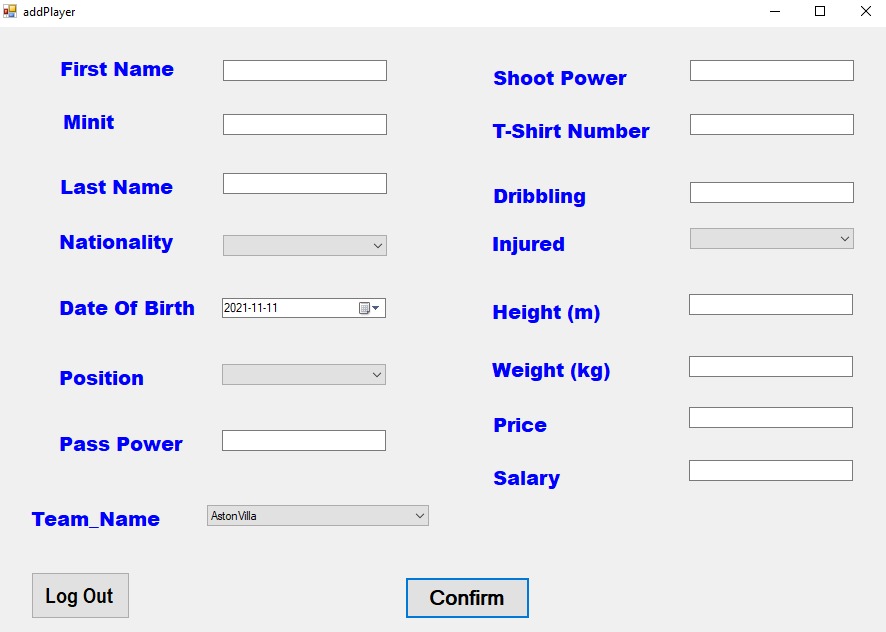 addPlayer
First Name
Minit
Last Name
Nationality
Date Of Birth
2021-11-11
Position
Pass Power
Team_Name
AstonVilla
Shoot Power
T-Shirt Number
Dribbling
Injured
Height (m)
Weight (kg)
Price
Salary
Log Out
Confirm